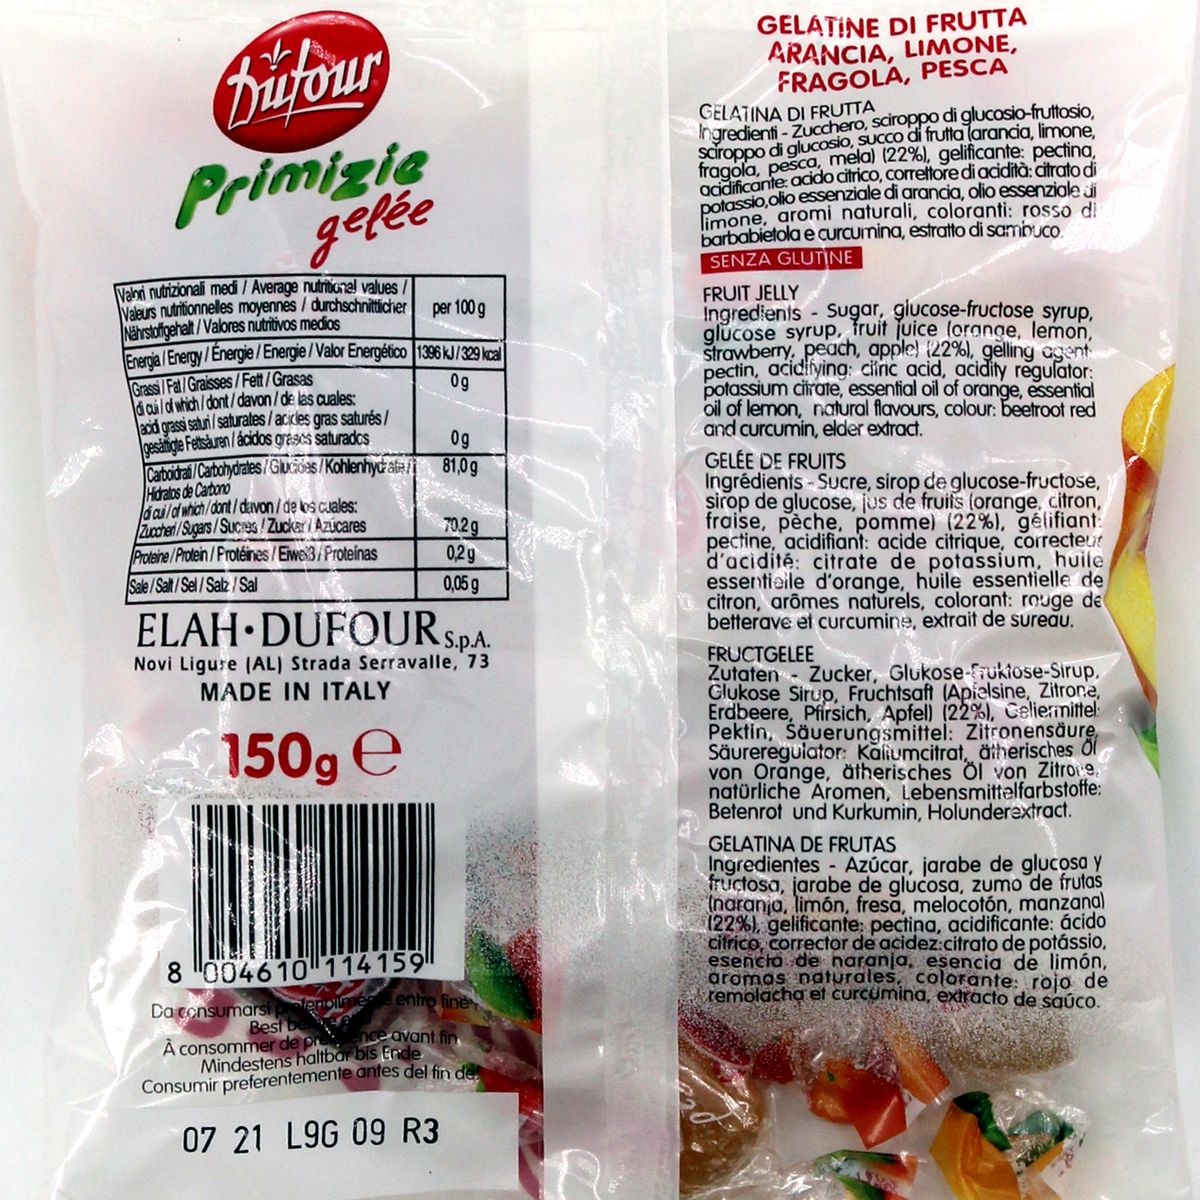 Dufour
Primizie
gelée
Valori nutrizionali medi / Average nutritional values /
Valeurs nutritionnelles moyennes / durchschnittlicher
Nährstoffgehalt / Valores nutritivos medios
per 100 g
Energia / Energy / Énergie / Energie / Valor Energético 1396 kJ / 329 kcal
Grassi / Fat / Graisses / Fett / Grasas 0 g
di cui / of which / dont / davon / de las cuales:
acidi grassi saturi / saturates / acides gras saturés /
gesättigte Fettsäuren / ácidos grasos saturados 0 g
Carboidrati / Carbohydrates / Glucides / Kohlenhydrate / 81,0 g
Hidratos de Carbono
di cui / of which / dont / davon / de los cuales:
Zuccheri / Sugars / Sucres / Zucker / Azúcares 70,2 g
Proteine / Protein / Protéines / Eiweiß / Proteínas 0,2 g
Sale / Salt / Sel / Salz / Sal 0,05 g
ELAH•DUFOUR S.p.A.
Novi Ligure (AL) Strada Serravalle, 73
MADE IN ITALY
150g e
8 004610 114159
Da consumarsi preferibilmente entro fine:
Best before
À consommer de préférence avant fin
Mindestens haltbar bis Ende
Consumir preferentemente antes del fin de:
07 21 L9G 09 R3
GELATINE DI FRUTTA
ARANCIA, LIMONE,
FRAGOLA, PESCA
GELATINA DI FRUTTA
Ingredienti - Zucchero, sciroppo di glucosio-fruttosio,
sciroppo di glucosio, succo di frutta (arancia, limone,
fragola, pesca, mela) (22%), gelificante: pectina,
acidificante: acido citrico, correttore di acidità: citrato di
potassio, olio essenziale di arancia, olio essenziale di
limone, aromi naturali, coloranti: rosso di
barbabietola e curcumina, estratto di sambuco.
SENZA GLUTINE
FRUIT JELLY
Ingredients - Sugar, glucose-fructose syrup,
glucose syrup, fruit juice (orange, lemon,
strawberry, peach, apple) (22%), gelling agent:
pectin, acidifying: citric acid, acidity regulator:
potassium citrate, essential oil of orange, essential
oil of lemon, natural flavours, colour: beetroot red
and curcumin, elder extract.
GELÉE DE FRUITS
Ingrédients - Sucre, sirop de glucose-fructose,
sirop de glucose, jus de fruits (orange, citron,
fraise, pèche, pomme) (22%), gélifiant:
pectine, acidifiant: acide citrique, correcteur
d'acidité: citrate de potassium, huile
essentielle d'orange, huile essentielle de
citron, arômes naturels, colorant: rouge de
betterave et curcumine, extrait de sureau.
FRUCTGELEE
Zutaten - Zucker, Glukose-Fruktose-Sirup,
Glukose Sirup, Fruchtsaft (Apfelsine, Zitrone,
Erdbeere, Pfirsich, Apfel) (22%), Geliermittel:
Pektin, Säuerungsmittel: Zitronensäure,
Säureregulator: Kaliumcitrat, ätherisches Öl
von Orange, ätherisches Öl von Zitrone,
natürliche Aromen, Lebensmittelfarbstoffe:
Betenrot und Kurkumin, Holunderextract.
GELATINA DE FRUTAS
Ingredientes - Azúcar, jarabe de glucosa y
fructosa, jarabe de glucosa, zumo de frutas
(naranja, limón, fresa, melocotón, manzana)
(22%), gelificante: pectina, acidificante: ácido
cítrico, corrector de acidez:citrato de potássio,
esencia de naranja, esencia de limón,
aromas naturales, colorante: rojo de
remolacha et curcumina, extracto de saúco.